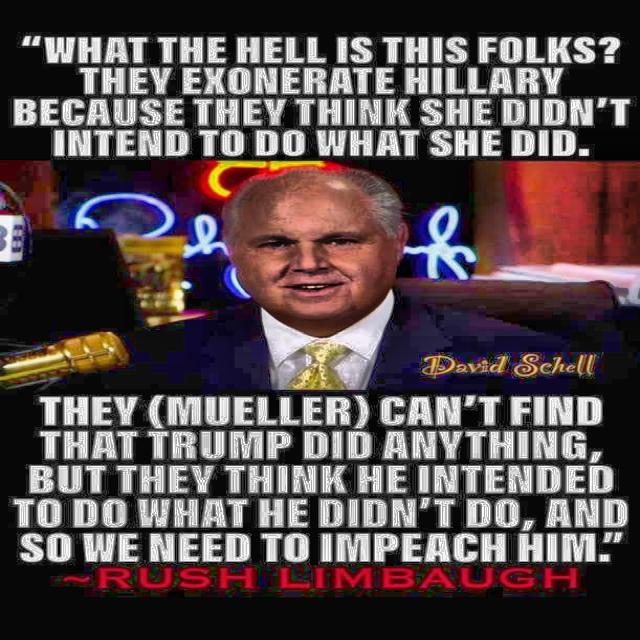 “WHAT THE HELL IS THIS FOLKS?
THEY EXONERATE HILLARY
BECAUSE THEY THINK SHE DIDN’T
INTEND TO DO WHAT SHE DID.
David Schell
THEY (MUELLER) CAN’T FIND
THAT TRUMP DID ANYTHING,
BUT THEY THINK HE INTENDED
TO DO WHAT HE DIDN’T DO, AND
SO WE NEED TO IMPEACH HIM.”
~RUSH LIMBAUGH